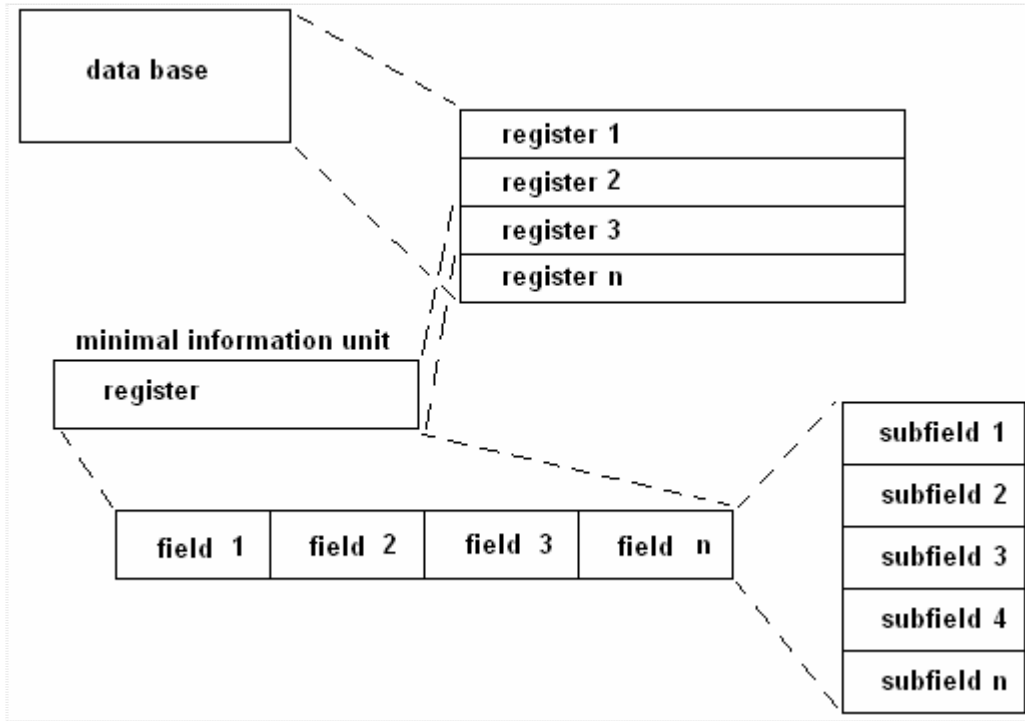 data base
register 1
register 2
register 3
register n
minimal information unit
register
field 1
field 2
field 3
field n
subfield 1
subfield 2
subfield 3
subfield 4
subfield n